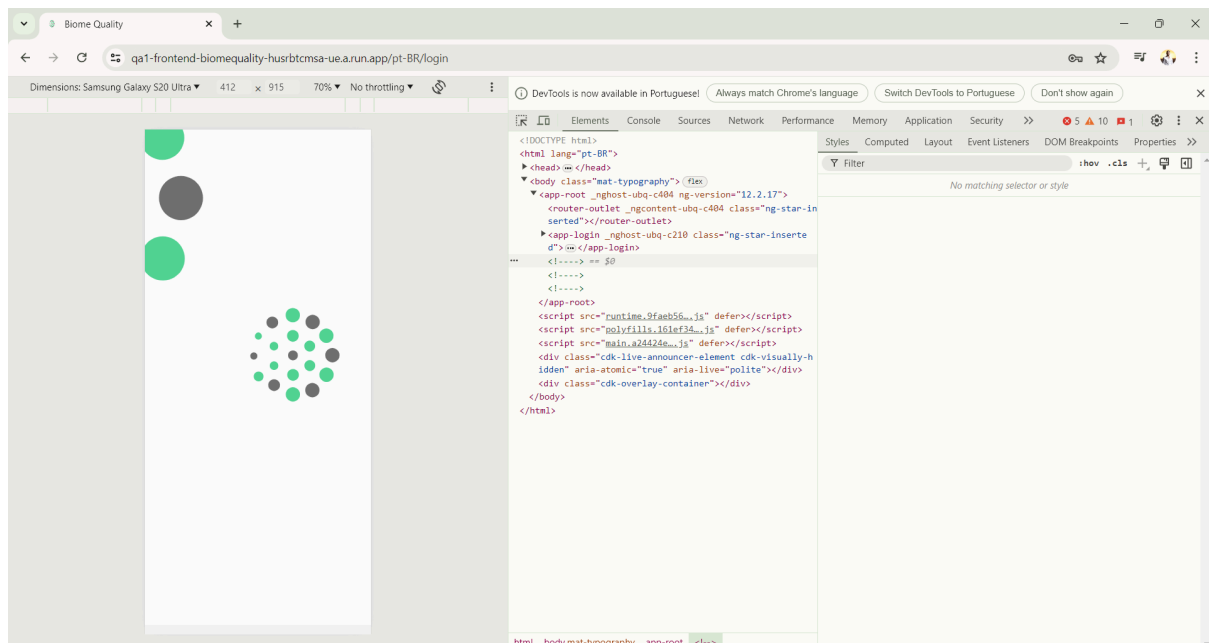 Biome Quality
qa1-frontend-biomequality-husrbtcmsa-ue.a.run.app/pt-BR/login
Dimensions: Samsung Galaxy S20 Ultra ▼ 412 x 915 70% ▼ No throttling ▼
DevTools is now available in Portuguese! Always match Chrome's language Switch DevTools to Portuguese Don't show again
Elements Console Sources Network Performance Memory Application Security >> 5 10 1
<!DOCTYPE html>
<html lang="pt-BR">
<head> ••• </head>
<body class="mat-typography"> flex
<app-root _nghost-ubq-c404 ng-version="12.2.17">
<router-outlet _ngcontent-ubq-c404 class="ng-star-in
serted"></router-outlet>
<app-login _nghost-ubq-c210 class="ng-star-inserte
d"> ••• </app-login>
••• <!----> == $0
<!---->
<!---->
</app-root>
<script src="runtime.9faeb56….js" defer></script>
<script src="polyfills.161ef34….js" defer></script>
<script src="main.a24424e….js" defer></script>
<div class="cdk-live-announcer-element cdk-visually-h
idden" aria-atomic="true" aria-live="polite"></div>
<div class="cdk-overlay-container"></div>
</body>
</html>
html body.mat-typography app-root <!-->
Styles Computed Layout Event Listeners DOM Breakpoints Properties >>
Filter :hov .cls
No matching selector or style